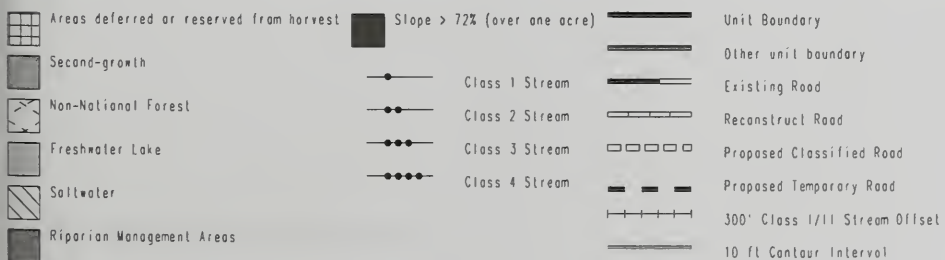 Areas deferred or reserved from horvest
Second-growth
Non-National Forest
Freshwater Lake
Saltwater
Riparian Management Areas
Slope > 72% (over one acre)
Class 1 Stream
Class 2 Stream
Class 3 Stream
Class 4 Stream
Unit Boundary
Other unit boundary
Existing Road
Reconstruct Road
Proposed Classified Road
Proposed Temporary Road
300' Class I/II Stream Offset
10 ft Contour Interval